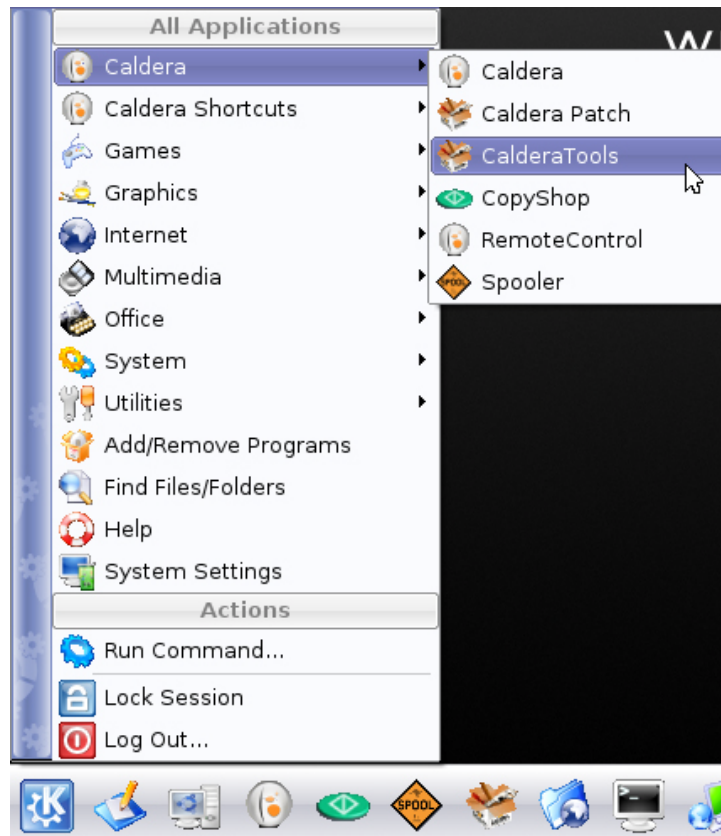 All Applications
Caldera
Caldera Shortcuts
Games
Graphics
Internet
Multimedia
Office
System
Utilities
Add/Remove Programs
Find Files/Folders
Help
System Settings
Actions
Run Command...
Lock Session
Log Out...
Caldera
Caldera Patch
CalderaTools
CopyShop
RemoteControl
Spooler
SPOOL
SPOOL